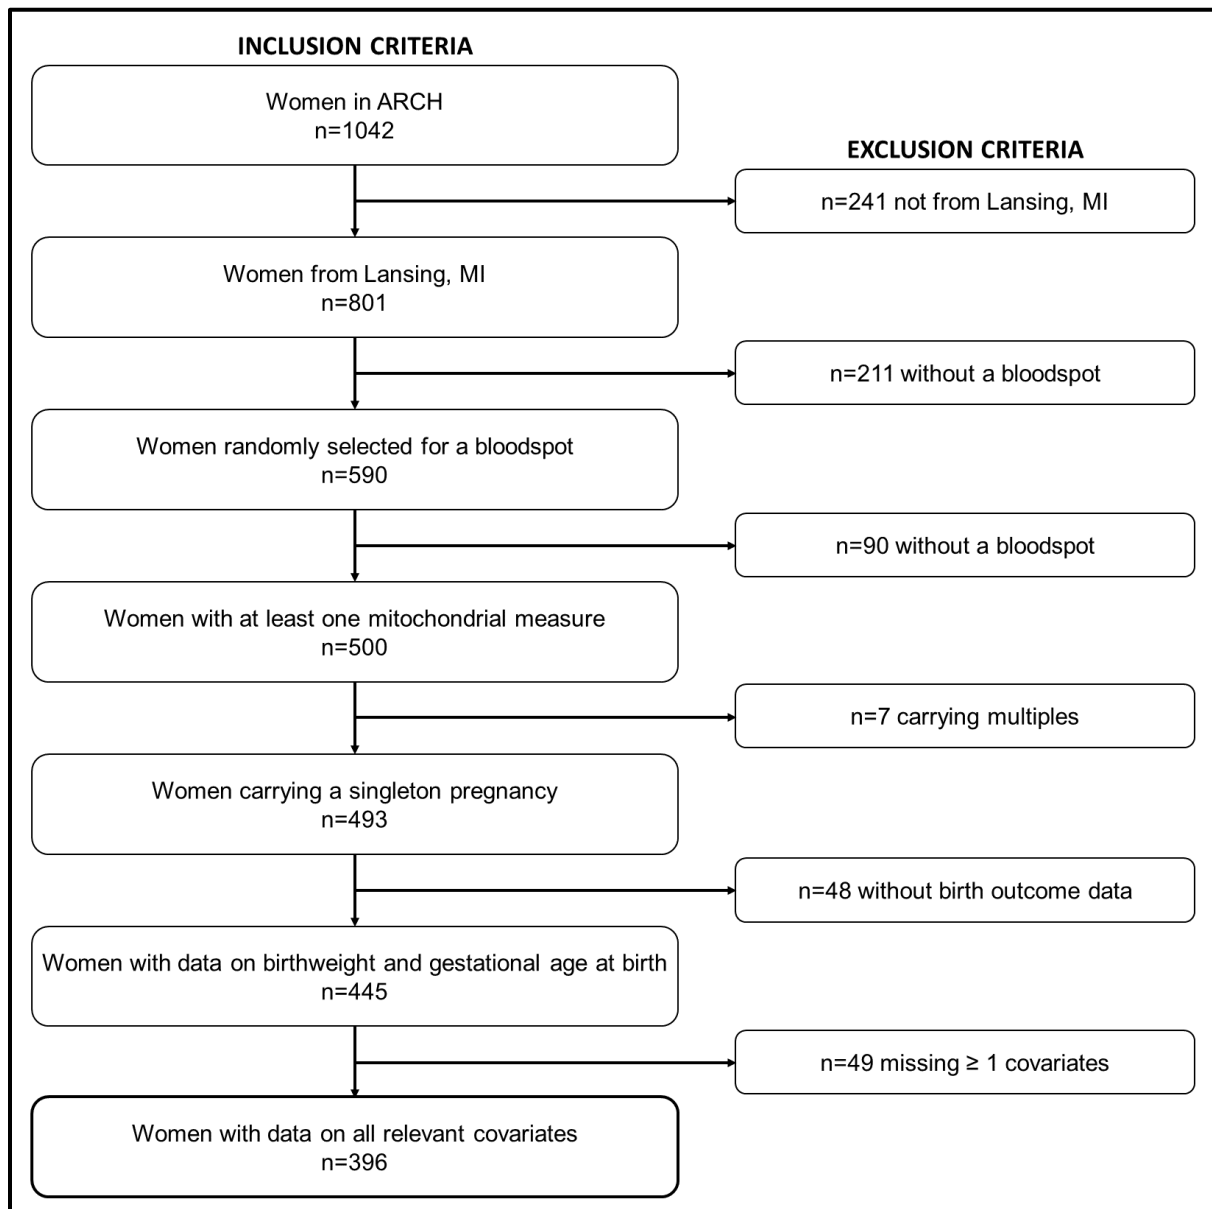 INCLUSION CRITERIA
Women in ARCH
n=1042
EXCLUSION CRITERIA
n=241 not from Lansing, MI
Women from Lansing, MI
n=801
n=211 without a bloodspot
Women randomly selected for a bloodspot
n=590
n=90 without a bloodspot
Women with at least one mitochondrial measure
n=500
n=7 carrying multiples
Women carrying a singleton pregnancy
n=493
n=48 without birth outcome data
Women with data on birthweight and gestational age at birth
n=445
n=49 missing ≥ 1 covariates
Women with data on all relevant covariates
n=396